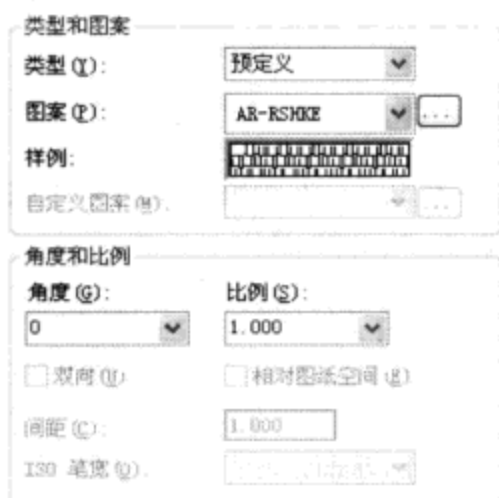 类型和图案
类型(Y): 预定义
图案(P): AR-RSHKE ...
样例:
自定义图案(M): ...
角度和比例
角度(G): 比例(S):
0 1.000
双向(U) 相对图纸空间(E)
间距(C): 1.000
ISO 笔宽(O):